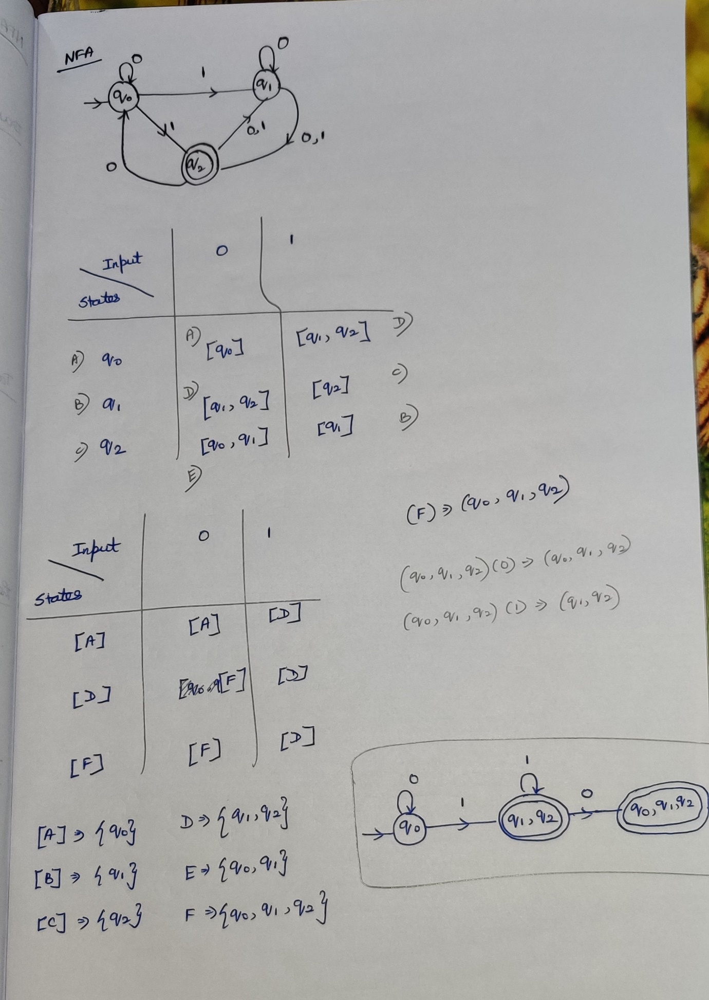 NFA
0
0
1
q0
q1
1
0,1
0,1
0
q2
Input 0 1
States
A) q0 A) [q0] [q1, q2] D)
B) q1 D) [q1, q2] [q2] C)
C) q2 [q0, q1] [q1] B)
E)
(F) ⇒ (q0, q1, q2)
Input 0 1
(q0, q1, q2) (0) ⇒ (q0, q1, q2)
States
(q0, q1, q2) (1) ⇒ (q1, q2)
[A] [A] [D]
[D] [F] [D]
[F] [F] [D]
0 1
1 0
q0 q1, q2 q0, q1, q2
[A] ⇒ {q0} D ⇒ {q1, q2}
[B] ⇒ {q1} E ⇒ {q0, q1}
[C] ⇒ {q2} F ⇒ {q0, q1, q2}